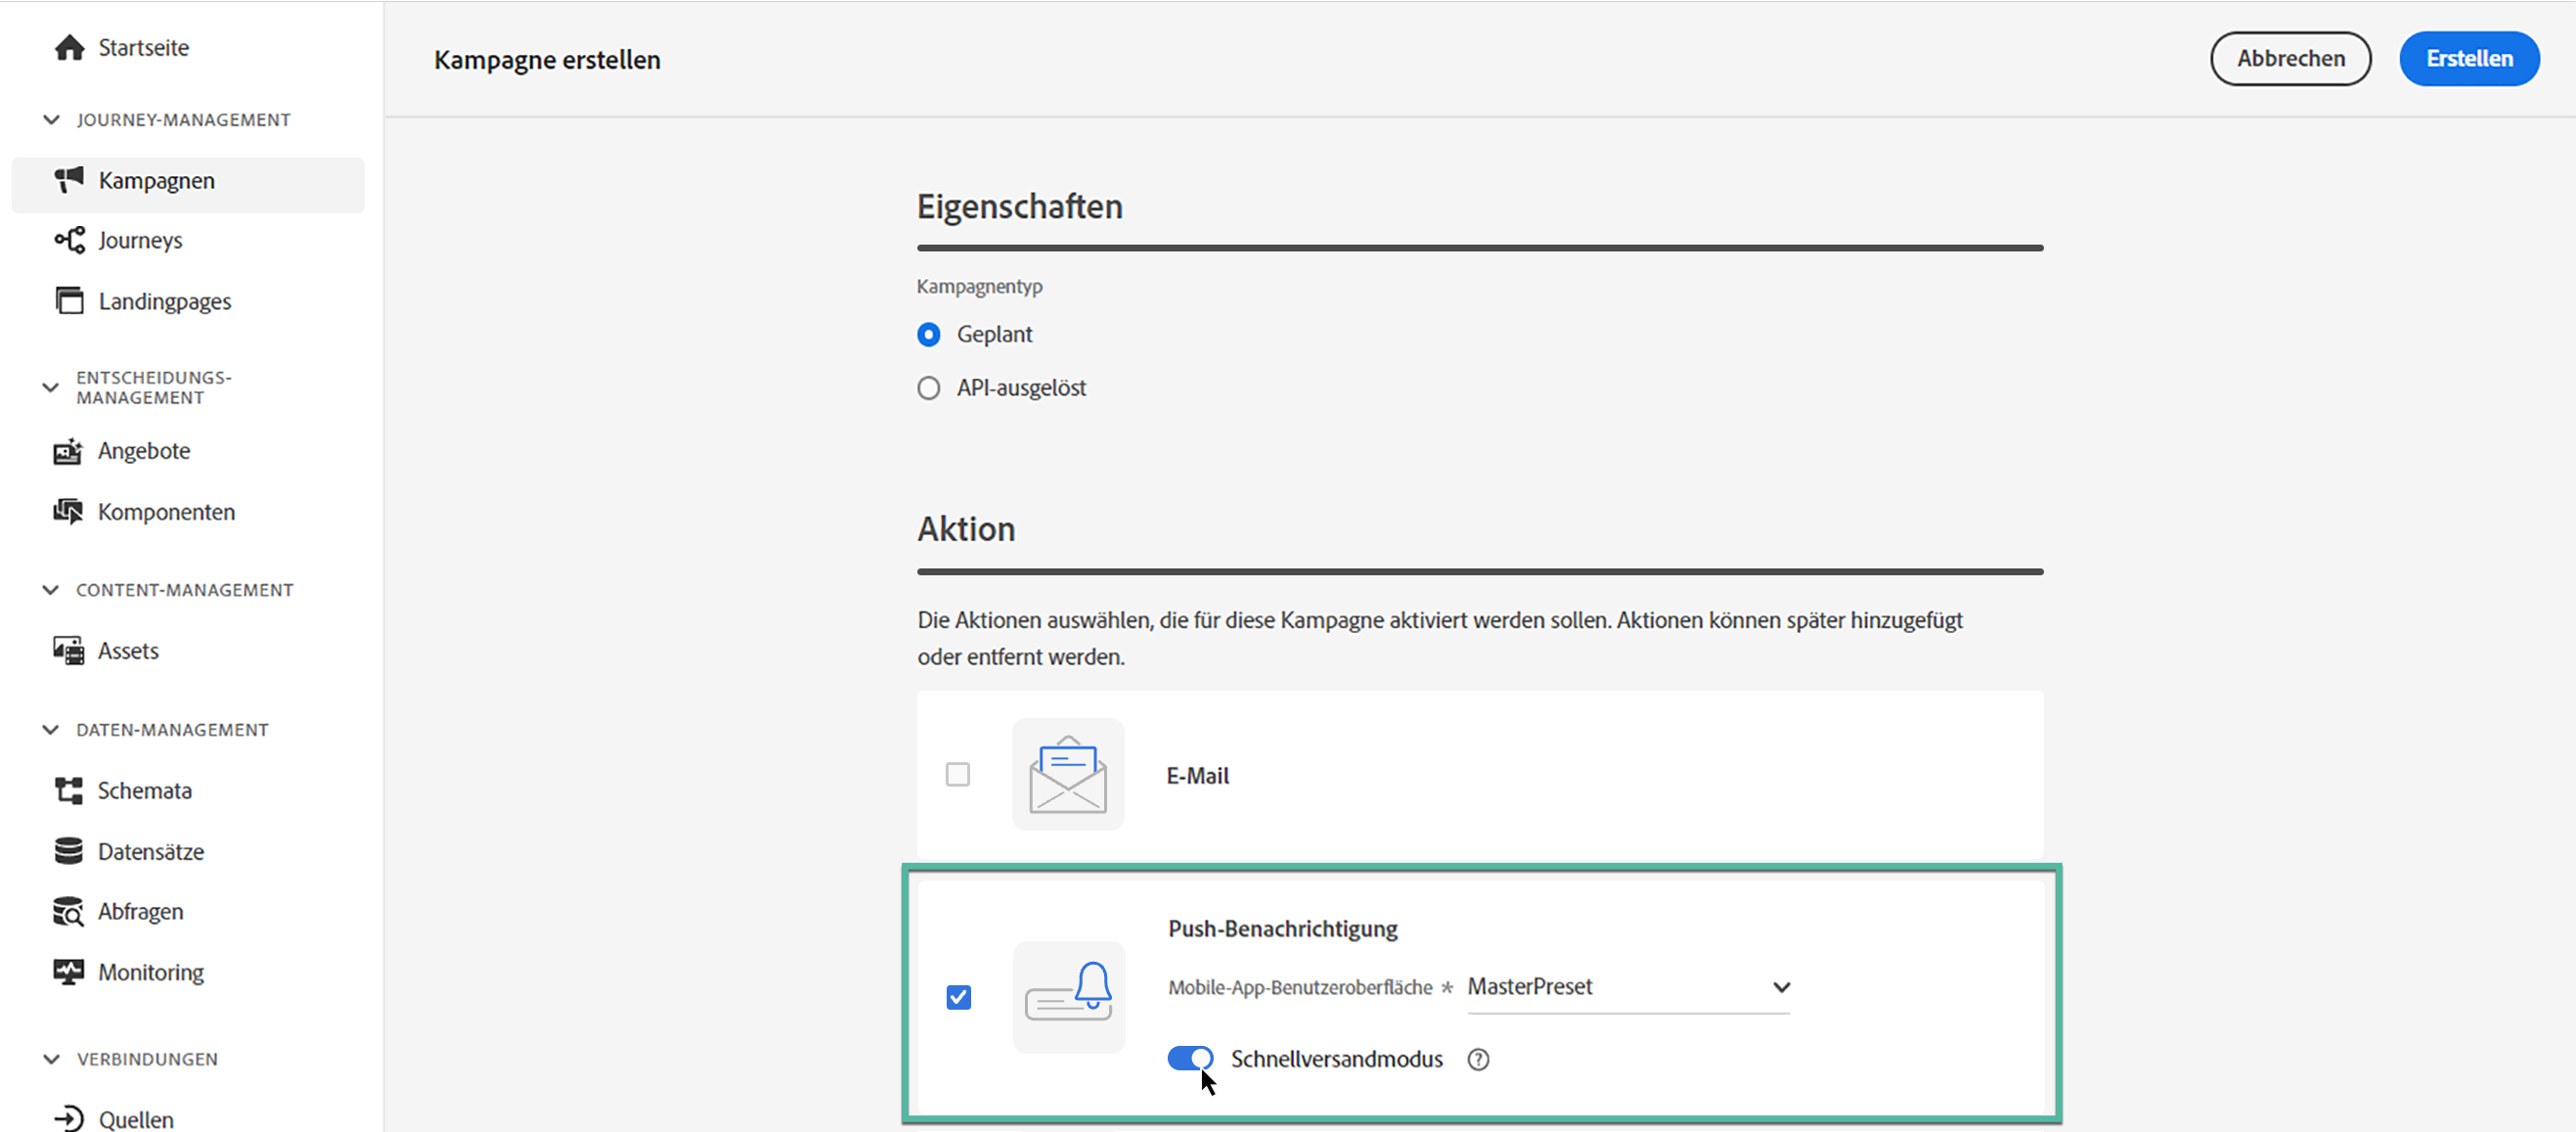 Startseite
JOURNEY-MANAGEMENT
Kampagnen
Journeys
Landingpages
ENTSCHEIDUNGS-
MANAGEMENT
Angebote
Komponenten
CONTENT-MANAGEMENT
Assets
DATEN-MANAGEMENT
Schemata
Datensätze
Abfragen
Monitoring
VERBINDUNGEN
Quellen
Kampagne erstellen
Abbrechen
Erstellen
Eigenschaften
Kampagnentyp
Geplant
API-ausgelöst
Aktion
Die Aktionen auswählen, die für diese Kampagne aktiviert werden sollen. Aktionen können später hinzugefügt
oder entfernt werden.
E-Mail
Push-Benachrichtigung
Mobile-App-Benutzeroberfläche * MasterPreset
Schnellversandmodus ?